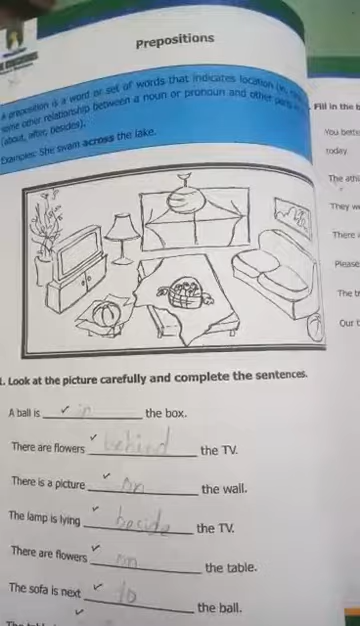 Prepositions
A preposition is a word or set of words that indicates location (in,
some other relationship between a noun or pronoun and other parts
(about, after, besides).
Examples: She swam across the lake.
1. Look at the picture carefully and complete the sentences.
A ball is in the box.
There are flowers behind the TV.
There is a picture on the wall.
The lamp is lying beside the TV.
There are flowers on the table.
The sofa is next to the ball.
Fill in the
You bette
today.
The athl
They w
There
Please
The tr
Our t